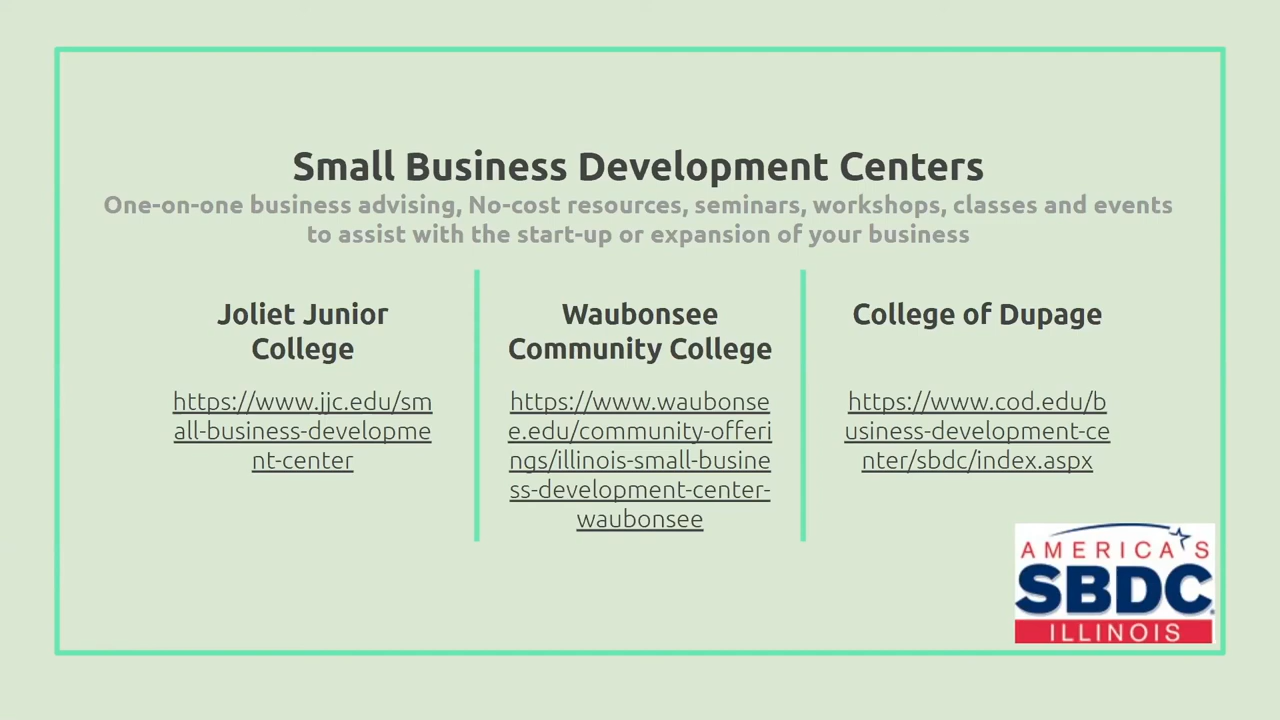 Small Business Development Centers
One-on-one business advising, No-cost resources, seminars, workshops, classes and events
to assist with the start-up or expansion of your business
Joliet Junior
College
https://www.jjc.edu/sm
all-business-developme
nt-center
Waubonsee
Community College
https://www.waubonse
e.edu/community-offeri
ngs/illinois-small-busine
ss-development-center-
waubonsee
College of Dupage
https://www.cod.edu/b
usiness-development-ce
nter/sbdc/index.aspx
AMERICA'S
SBDC
ILLINOIS